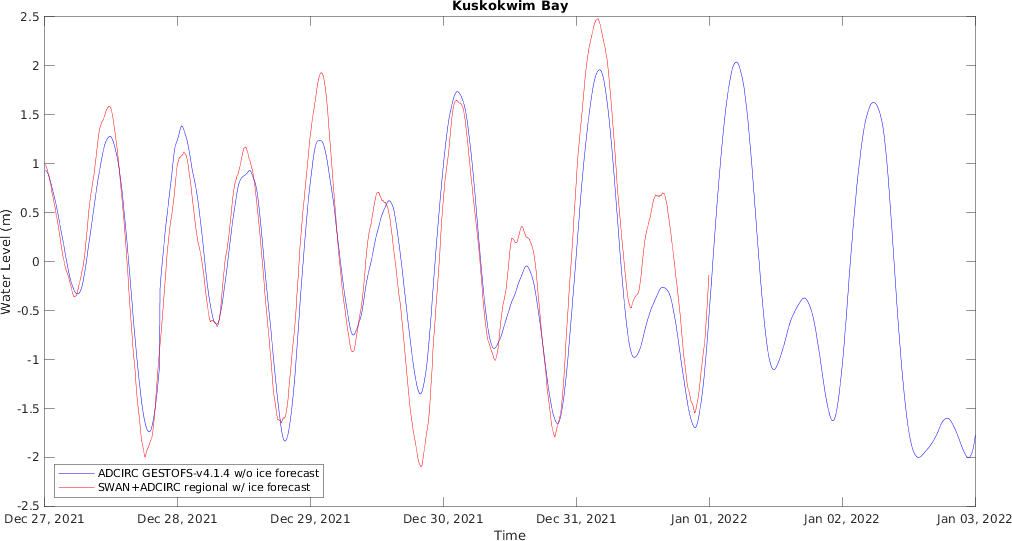 Kuskokwim Bay
2.5
2
1.5
1
0.5
0
-0.5
-1
-1.5
-2
-2.5
Water Level (m)
ADCIRC GESTOFS-v4.1.4 w/o ice forecast
SWAN+ADCIRC regional w/ ice forecast
Dec 27, 2021 Dec 28, 2021 Dec 29, 2021 Dec 30, 2021 Dec 31, 2021 Jan 01, 2022 Jan 02, 2022 Jan 03, 2022
Time